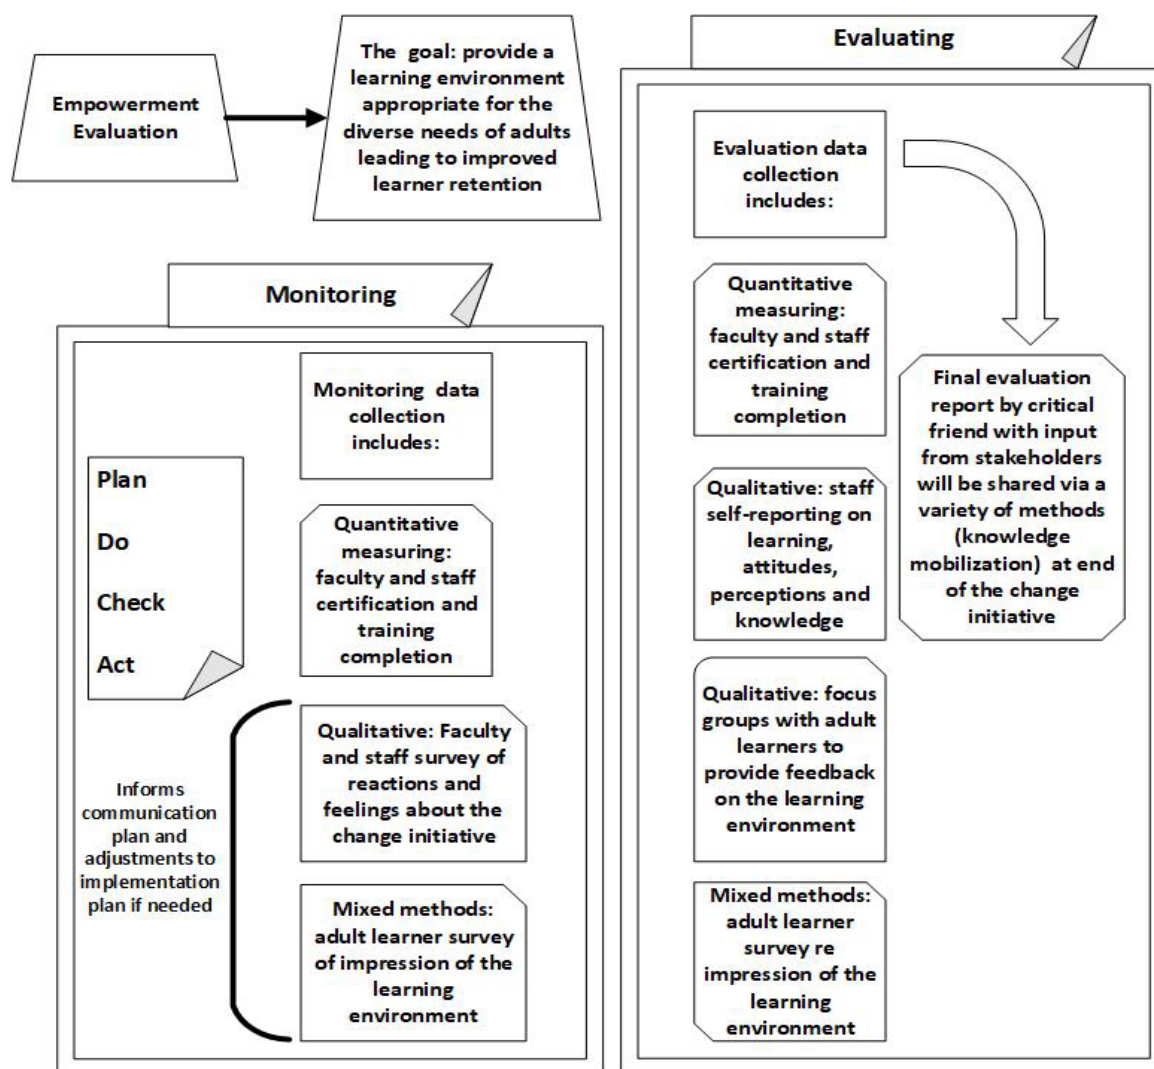 Empowerment
Evaluation
The goal: provide a
learning environment
appropriate for the
diverse needs of adults
leading to improved
learner retention
Monitoring
Monitoring data
collection
includes:
Plan
Do
Check
Act
Quantitative
measuring:
faculty and staff
certification and
training
completion
Qualitative: Faculty
and staff survey of
reactions and
feelings about the
change initiative
Informs
communication
plan and
adjustments to
implementation
plan if needed
Mixed methods:
adult learner survey
of impression of the
learning
environment
Evaluating
Evaluation data
collection
includes:
Quantitative
measuring:
faculty and staff
certification and
training
completion
Final evaluation
report by critical
friend with input
from stakeholders
will be shared via a
variety of methods
(knowledge
mobilization) at end
of the change
initiative
Qualitative: staff
self-reporting on
learning,
attitudes,
perceptions and
knowledge
Qualitative: focus
groups with adult
learners to
provide feedback
on the learning
environment
Mixed methods:
adult learner
survey re
impression of the
learning
environment